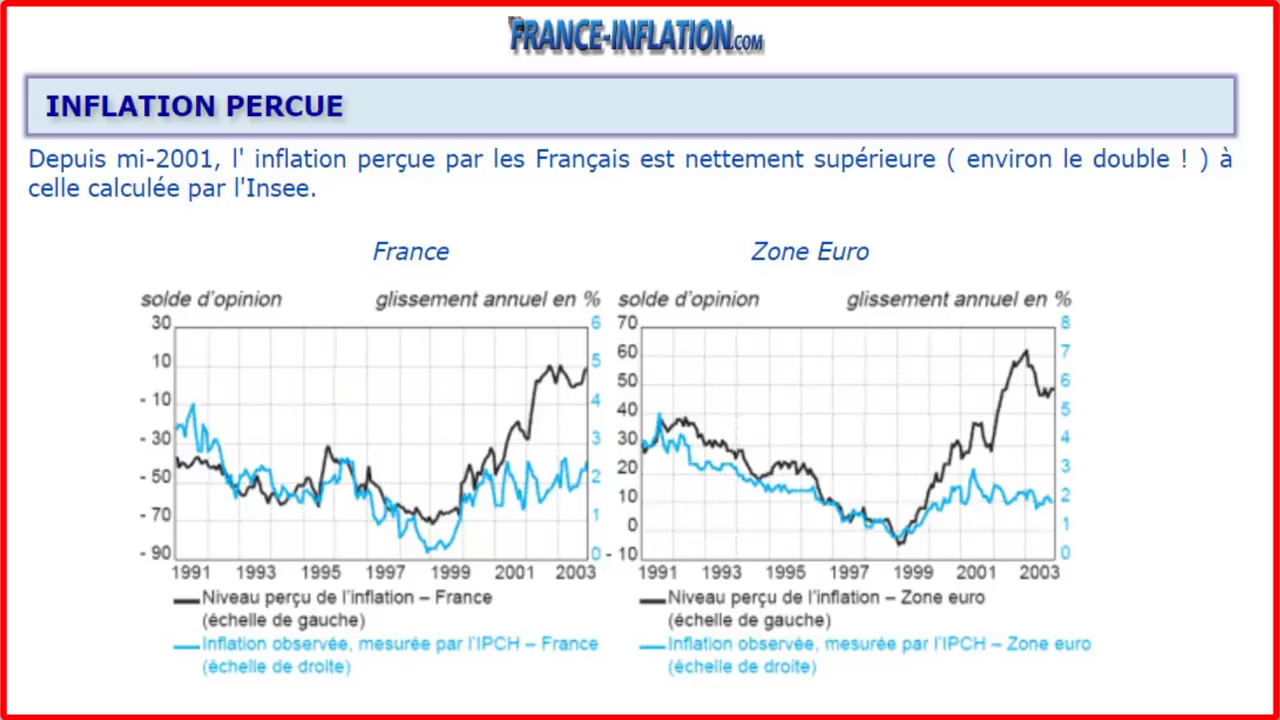 FRANCE-INFLATION.COM
INFLATION PERCUE
Depuis mi-2001, l' inflation perçue par les Français est nettement supérieure ( environ le double ! ) à
celle calculée par l'Insee.
France
Zone Euro
solde d'opinion
glissement annuel en %
30
10
- 10
- 30
- 50
- 70
- 90
6
5
4
3
2
1
0
1991 1993 1995 1997 1999 2001 2003
Niveau perçu de l'inflation – France
(échelle de gauche)
Inflation observée, mesurée par l'IPCH – France
(échelle de droite)
solde d'opinion
glissement annuel en %
70
60
50
40
30
20
10
0
- 10
8
7
6
5
4
3
2
1
0
1991 1993 1995 1997 1999 2001 2003
Niveau perçu de l'inflation – Zone euro
(échelle de gauche)
Inflation observée, mesurée par l'IPCH – Zone euro
(échelle de droite)